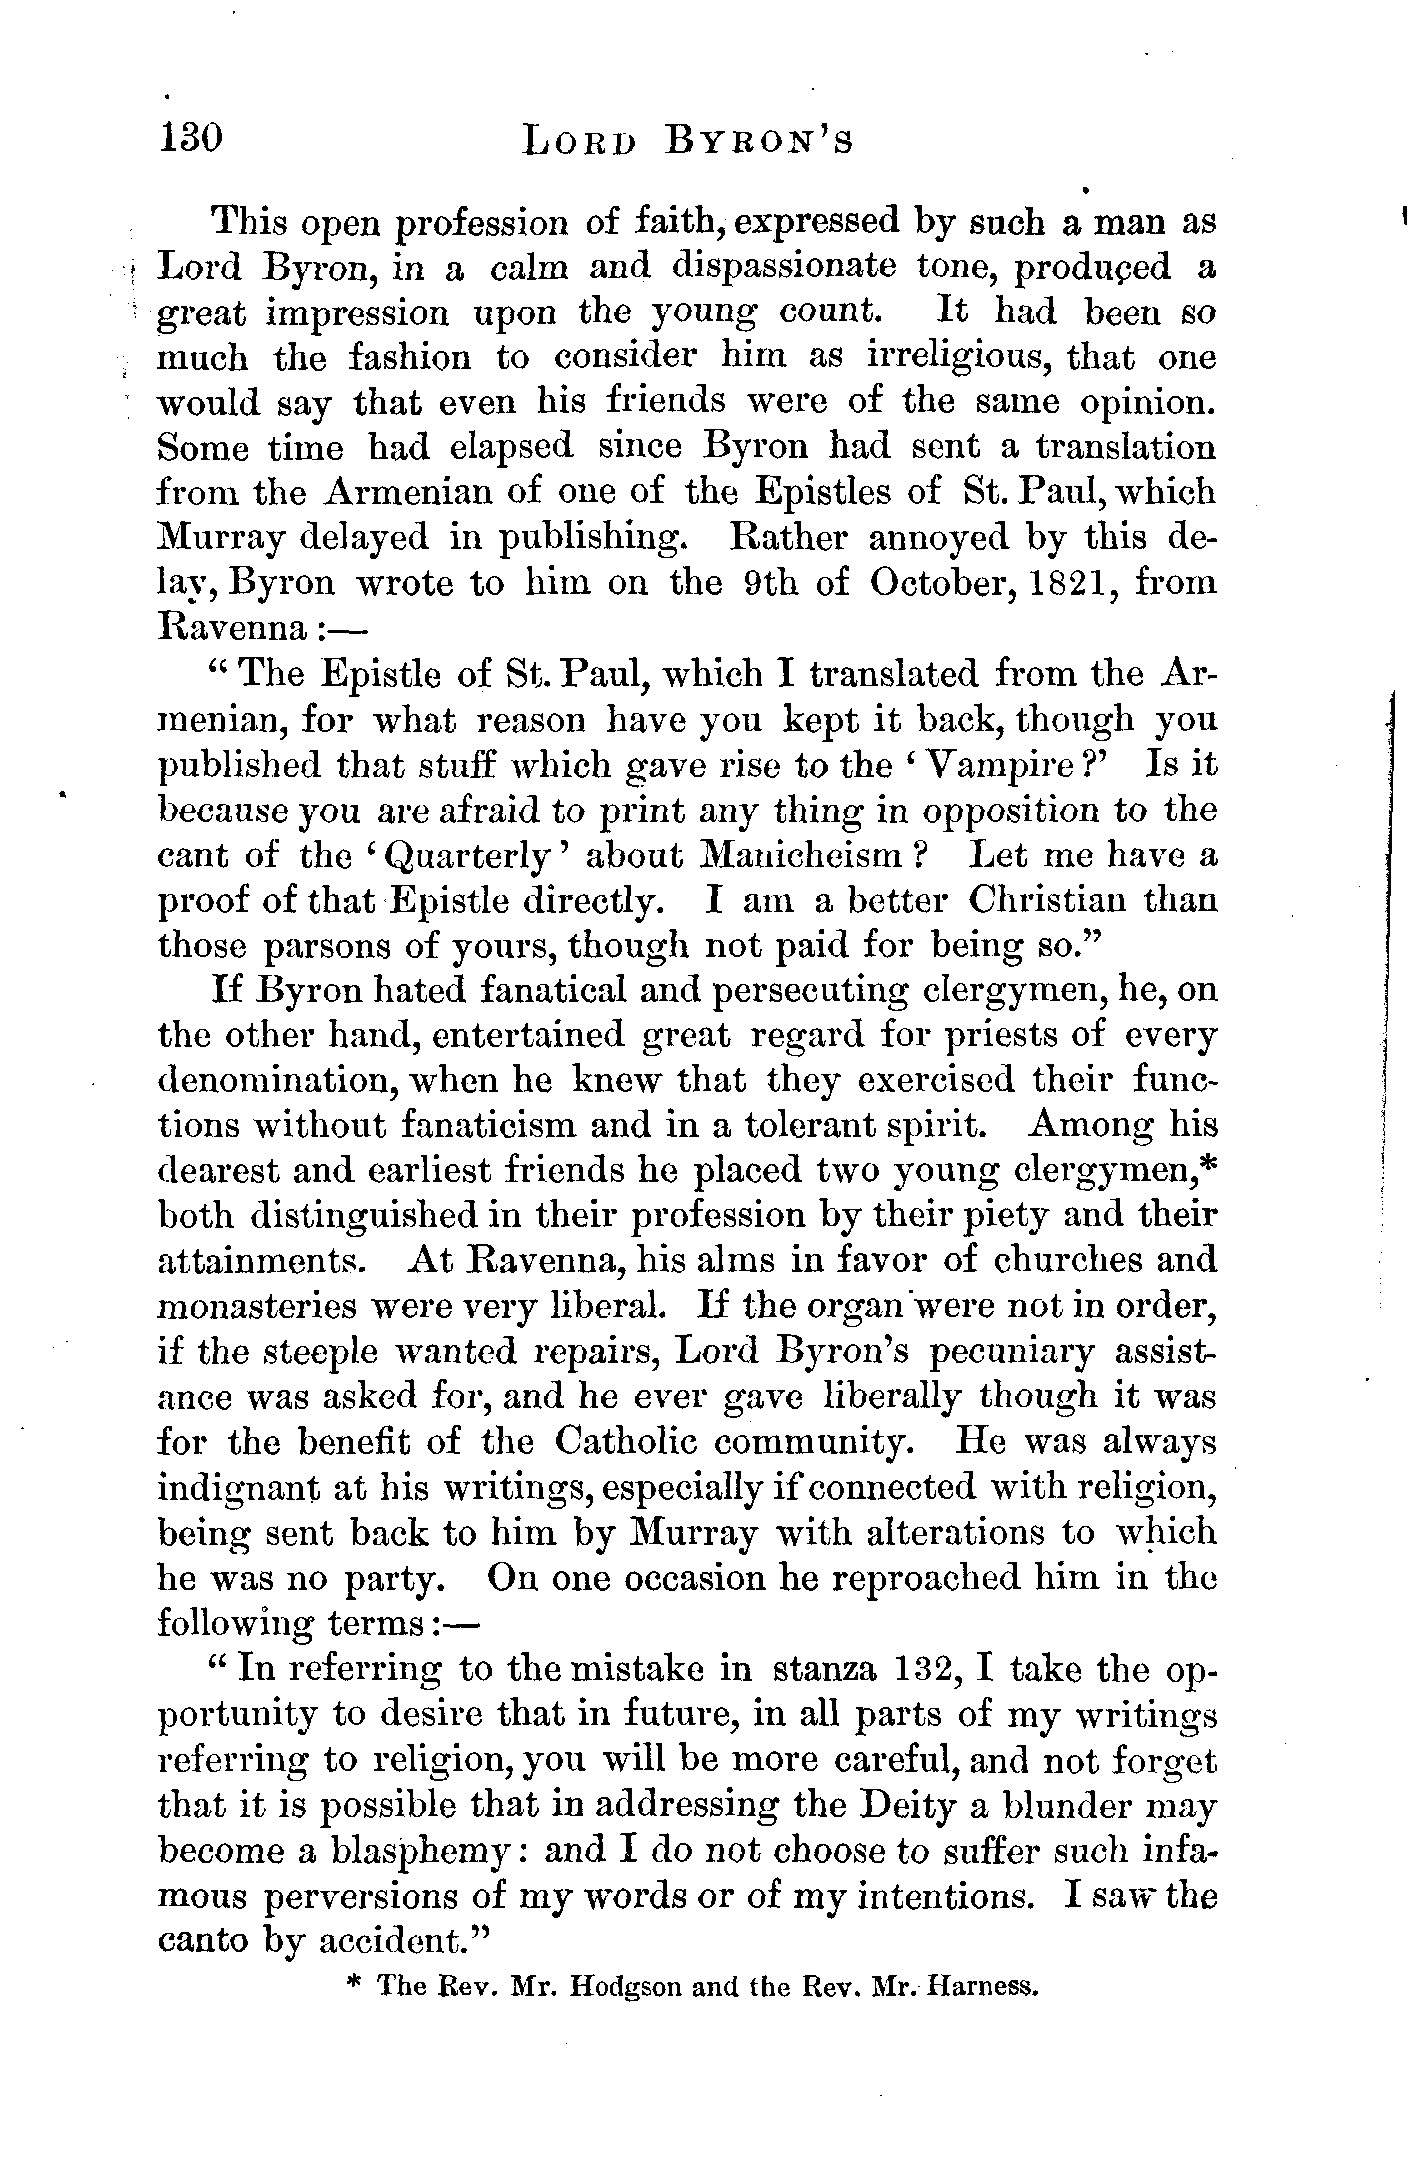 130 LORD BYRON'S
This open profession of faith, expressed by such a man as
Lord Byron, in a calm and dispassionate tone, produced a
great impression upon the young count. It had been so
much the fashion to consider him as irreligious, that one
would say that even his friends were of the same opinion.
Some time had elapsed since Byron had sent a translation
from the Armenian of one of the Epistles of St. Paul, which
Murray delayed in publishing. Rather annoyed by this de-
lay, Byron wrote to him on the 9th of October, 1821, from
Ravenna:—
"The Epistle of St. Paul, which I translated from the Ar-
menian, for what reason have you kept it back, though you
published that stuff which gave rise to the 'Vampire?' Is it
because you are afraid to print any thing in opposition to the
cant of the 'Quarterly' about Manicheism? Let me have a
proof of that Epistle directly. I am a better Christian than
those parsons of yours, though not paid for being so."
If Byron hated fanatical and persecuting clergymen, he, on
the other hand, entertained great regard for priests of every
denomination, when he knew that they exercised their func-
tions without fanaticism and in a tolerant spirit. Among his
dearest and earliest friends he placed two young clergymen,*
both distinguished in their profession by their piety and their
attainments. At Ravenna, his alms in favor of churches and
monasteries were very liberal. If the organ were not in order,
if the steeple wanted repairs, Lord Byron's pecuniary assist-
ance was asked for, and he ever gave liberally though it was
for the benefit of the Catholic community. He was always
indignant at his writings, especially if connected with religion,
being sent back to him by Murray with alterations to which
he was no party. On one occasion he reproached him in the
following terms:—
"In referring to the mistake in stanza 132, I take the op-
portunity to desire that in future, in all parts of my writings
referring to religion, you will be more careful, and not forget
that it is possible that in addressing the Deity a blunder may
become a blasphemy: and I do not choose to suffer such infa-
mous perversions of my words or of my intentions. I saw the
canto by accident."
* The Rev. Mr. Hodgson and the Rev. Mr. Harness.